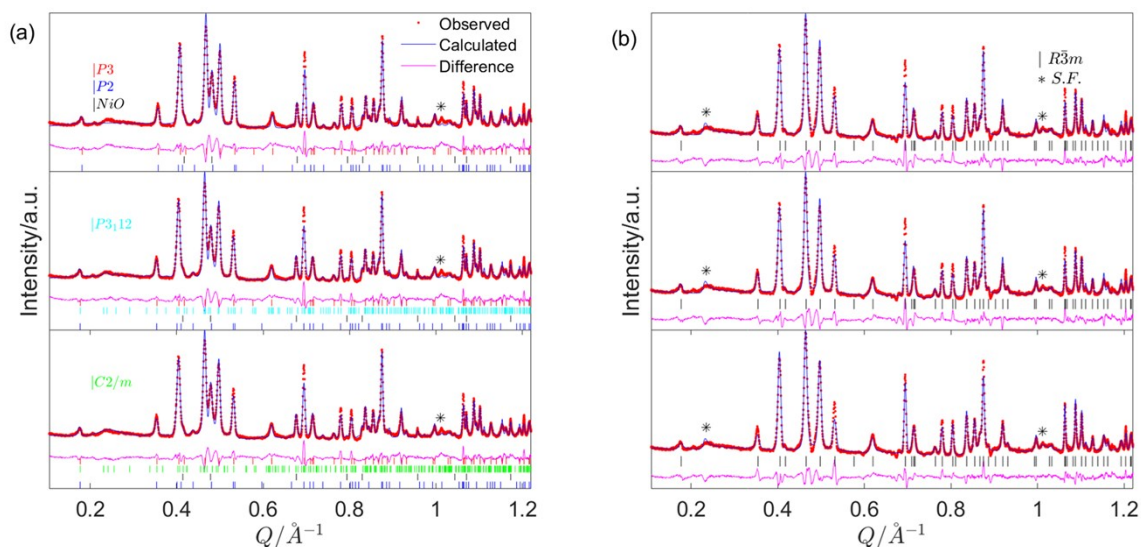 (a)
Observed
Calculated
Difference
|P3
|P2
|NiO
*
Intensity/a.u.
|P3₁12
*
|C2/m
*
0.2 0.4 0.6 0.8 1 1.2
Q/Å⁻¹
(b)
| R3̄m
* S.F.
* *
Intensity/a.u.
* *
* *
0.2 0.4 0.6 0.8 1 1.2
Q/Å⁻¹